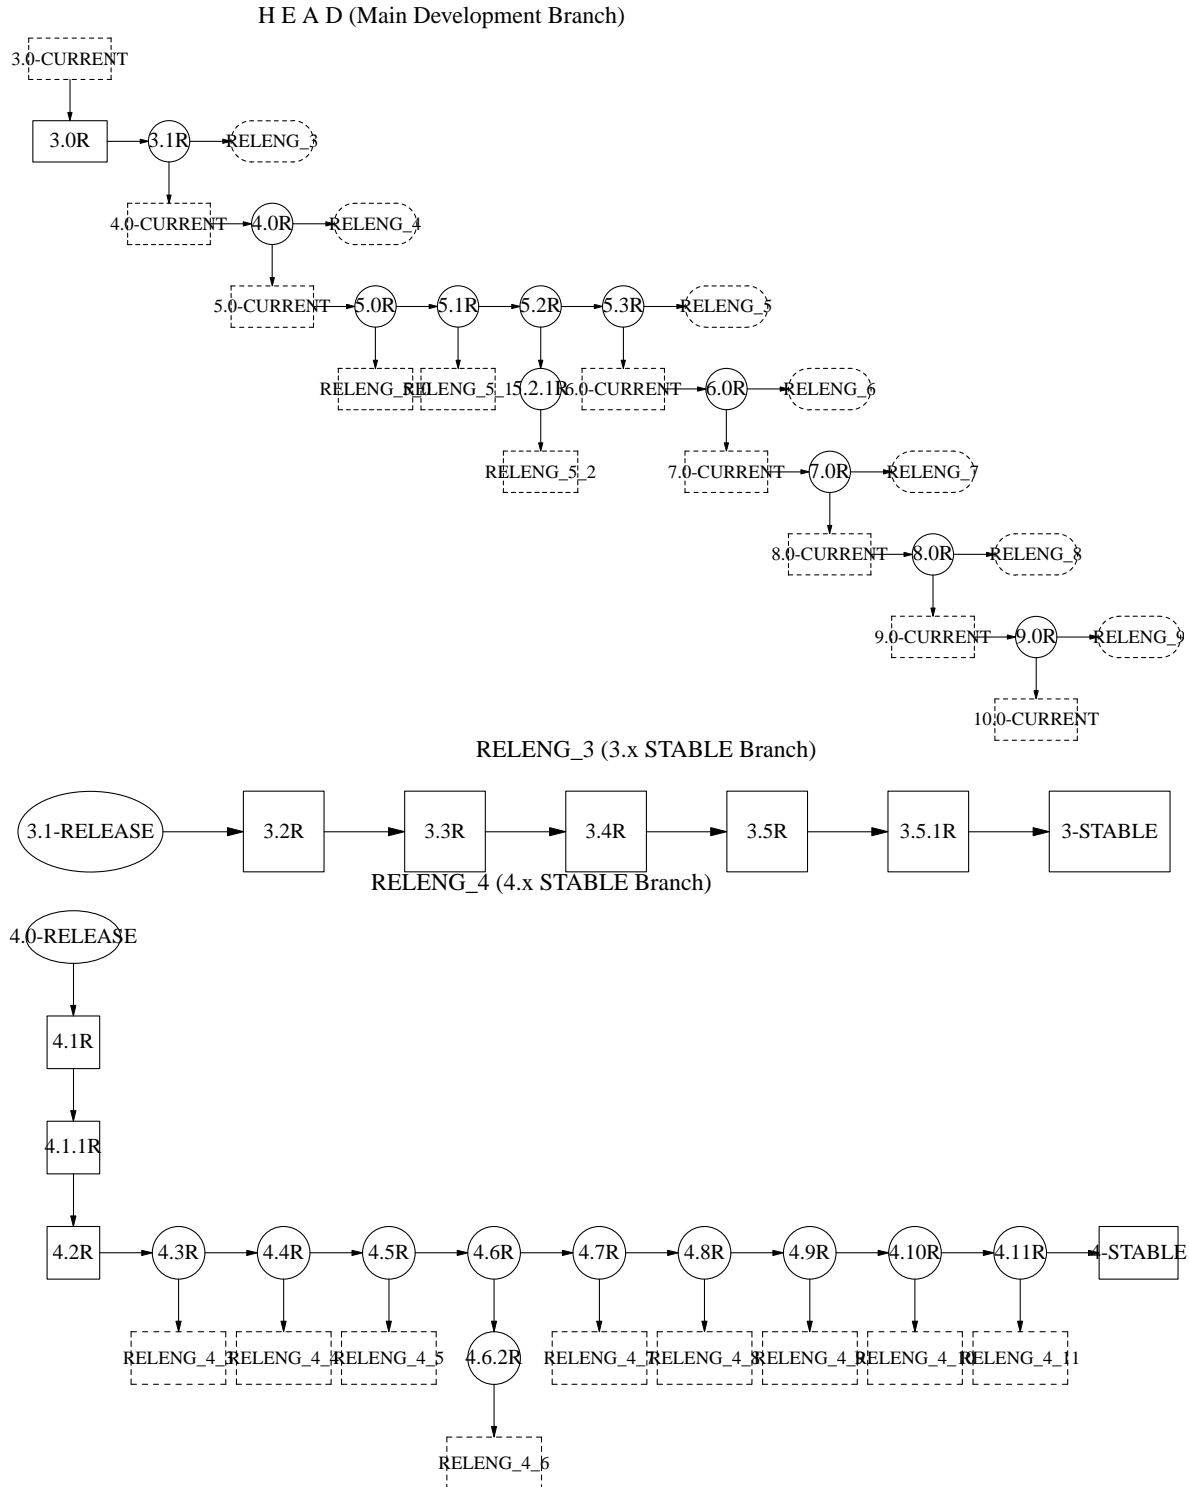 H E A D (Main Development Branch)
3.0-CURRENT
3.0R
3.1R
RELENG_3
4.0-CURRENT
4.0R
RELENG_4
5.0-CURRENT
5.0R
5.1R
5.2R
5.3R
RELENG_5
RELENG_5_0
RELENG_5_1
5.2.1R
6.0-CURRENT
6.0R
RELENG_6
RELENG_5_2
7.0-CURRENT
7.0R
RELENG_7
8.0-CURRENT
8.0R
RELENG_8
9.0-CURRENT
9.0R
RELENG_9
10.0-CURRENT
RELENG_3 (3.x STABLE Branch)
3.1-RELEASE
3.2R
3.3R
3.4R
3.5R
3.5.1R
3-STABLE
RELENG_4 (4.x STABLE Branch)
4.0-RELEASE
4.1R
4.1.1R
4.2R
4.3R
4.4R
4.5R
4.6R
4.7R
4.8R
4.9R
4.10R
4.11R
4-STABLE
RELENG_4_3
RELENG_4_4
RELENG_4_5
4.6.2R
RELENG_4_7
RELENG_4_8
RELENG_4_9
RELENG_4_10
RELENG_4_11
RELENG_4_6